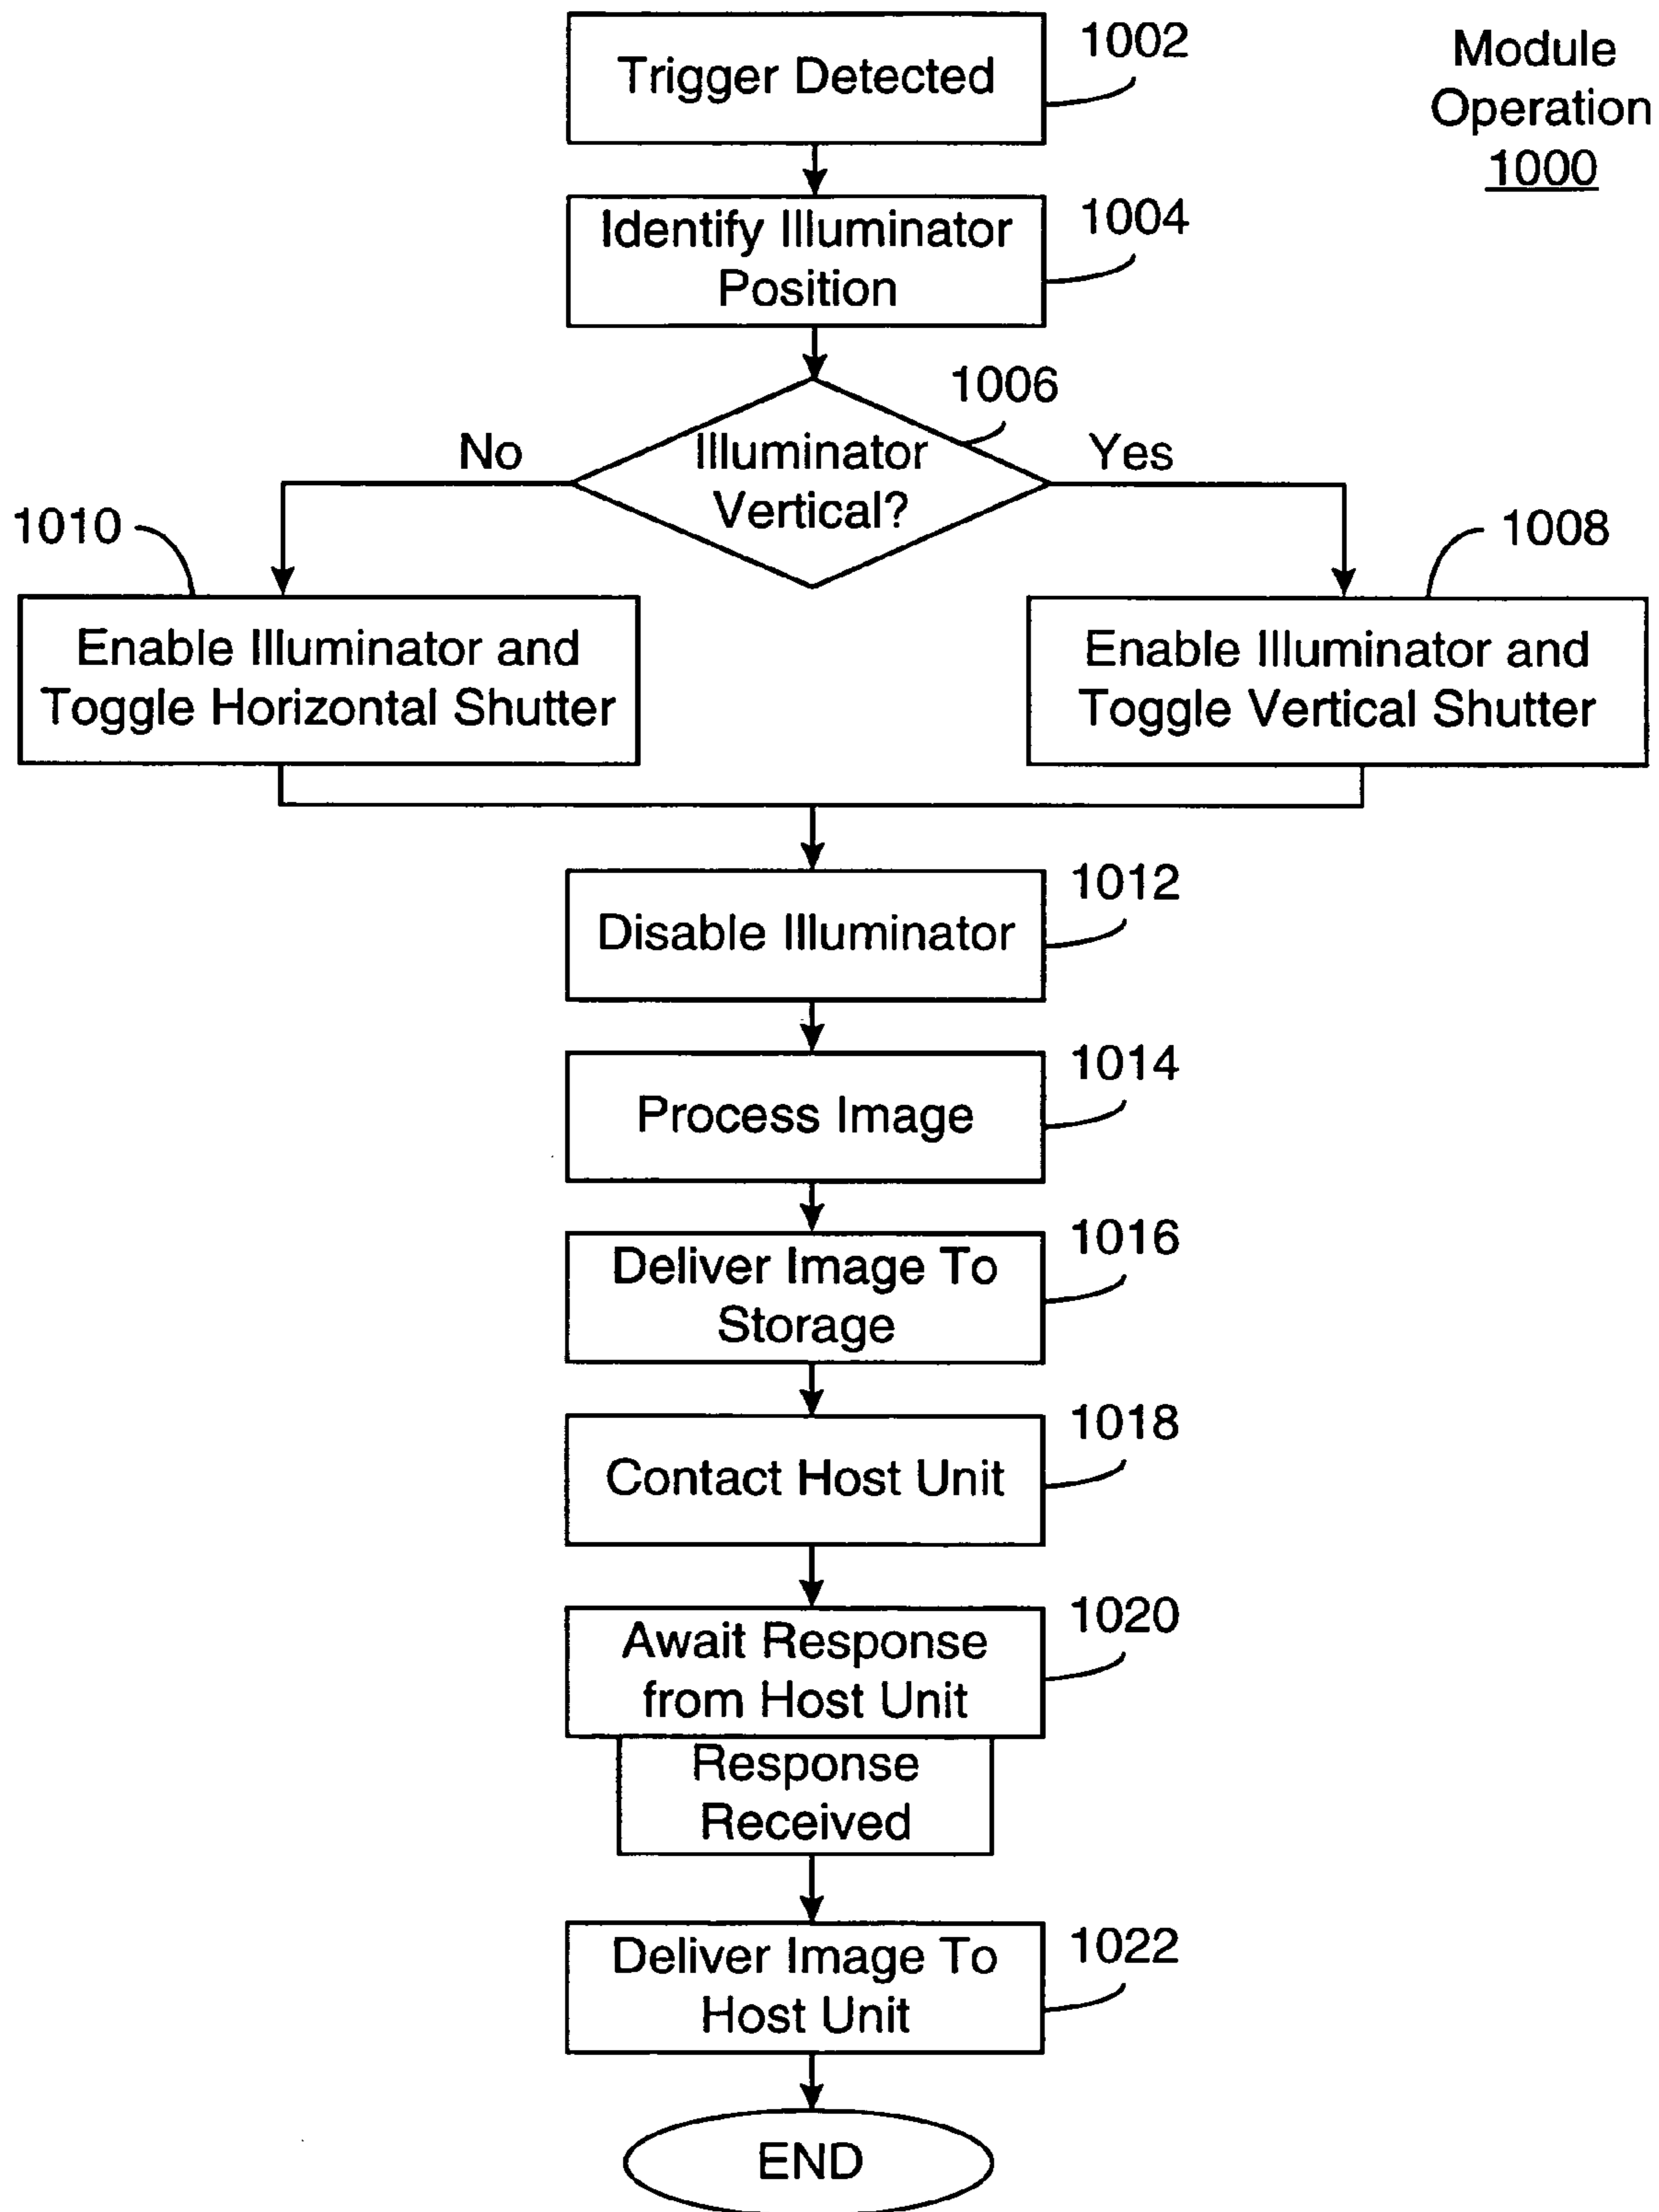 Trigger Detected
1002
Module
Operation
1000
Identify Illuminator
Position
1004
1006
Illuminator
Vertical?
No
Yes
1010
1008
Enable Illuminator and
Toggle Horizontal Shutter
Enable Illuminator and
Toggle Vertical Shutter
1012
Disable Illuminator
1014
Process Image
1016
Deliver Image To
Storage
1018
Contact Host Unit
1020
Await Response
from Host Unit
Response
Received
1022
Deliver Image To
Host Unit
END